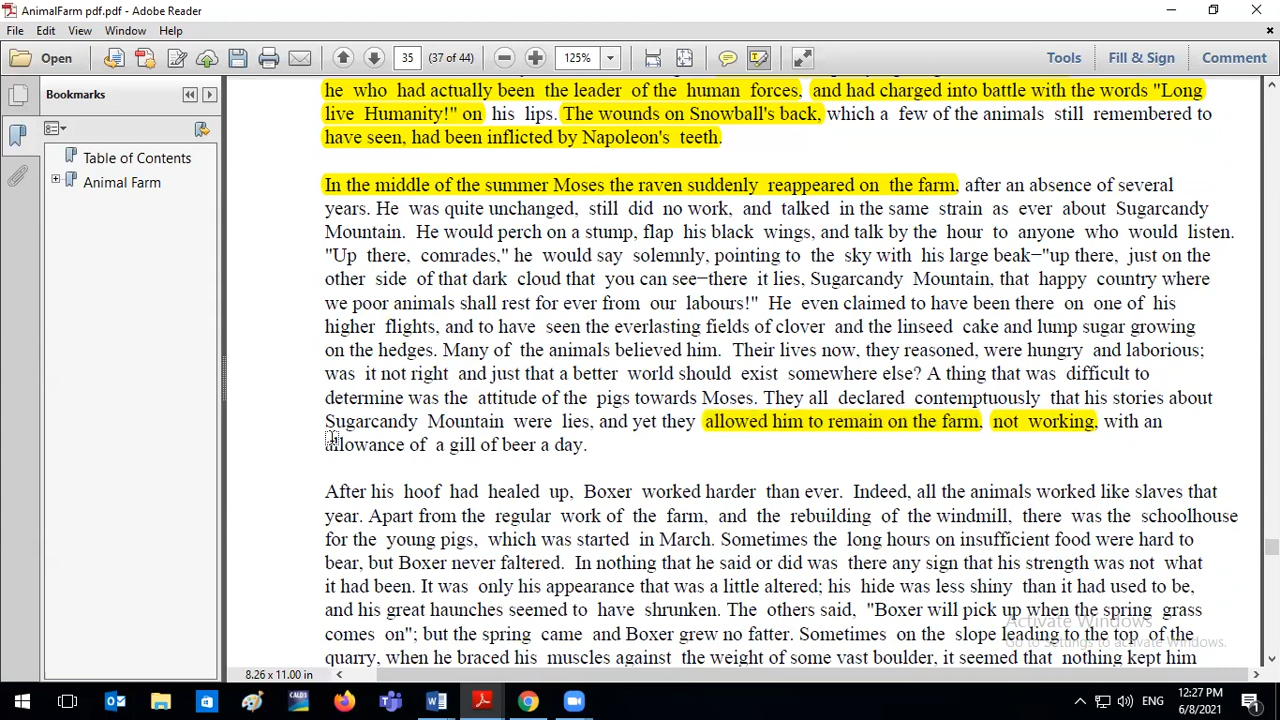 AnimalFarm pdf.pdf - Adobe Reader
File Edit View Window Help
Open 35 (37 of 44) 125% Tools Fill & Sign Comment
Bookmarks
Table of Contents
Animal Farm
he who had actually been the leader of the human forces, and had charged into battle with the words "Long
live Humanity!" on his lips. The wounds on Snowball's back, which a few of the animals still remembered to
have seen, had been inflicted by Napoleon's teeth.
In the middle of the summer Moses the raven suddenly reappeared on the farm, after an absence of several
years. He was quite unchanged, still did no work, and talked in the same strain as ever about Sugarcandy
Mountain. He would perch on a stump, flap his black wings, and talk by the hour to anyone who would listen.
"Up there, comrades," he would say solemnly, pointing to the sky with his large beak–"up there, just on the
other side of that dark cloud that you can see–there it lies, Sugarcandy Mountain, that happy country where
we poor animals shall rest for ever from our labours!" He even claimed to have been there on one of his
higher flights, and to have seen the everlasting fields of clover and the linseed cake and lump sugar growing
on the hedges. Many of the animals believed him. Their lives now, they reasoned, were hungry and laborious;
was it not right and just that a better world should exist somewhere else? A thing that was difficult to
determine was the attitude of the pigs towards Moses. They all declared contemptuously that his stories about
Sugarcandy Mountain were lies, and yet they allowed him to remain on the farm, not working, with an
allowance of a gill of beer a day.
After his hoof had healed up, Boxer worked harder than ever. Indeed, all the animals worked like slaves that
year. Apart from the regular work of the farm, and the rebuilding of the windmill, there was the schoolhouse
for the young pigs, which was started in March. Sometimes the long hours on insufficient food were hard to
bear, but Boxer never faltered. In nothing that he said or did was there any sign that his strength was not what
it had been. It was only his appearance that was a little altered; his hide was less shiny than it had used to be,
and his great haunches seemed to have shrunken. The others said, "Boxer will pick up when the spring grass
comes on"; but the spring came and Boxer grew no fatter. Sometimes on the slope leading to the top of the
quarry, when he braced his muscles against the weight of some vast boulder, it seemed that nothing kept him
Activate Windows
Go to Settings to activate Windows.
8.26 x 11.00 in
ENG
12:27 PM
6/8/2021